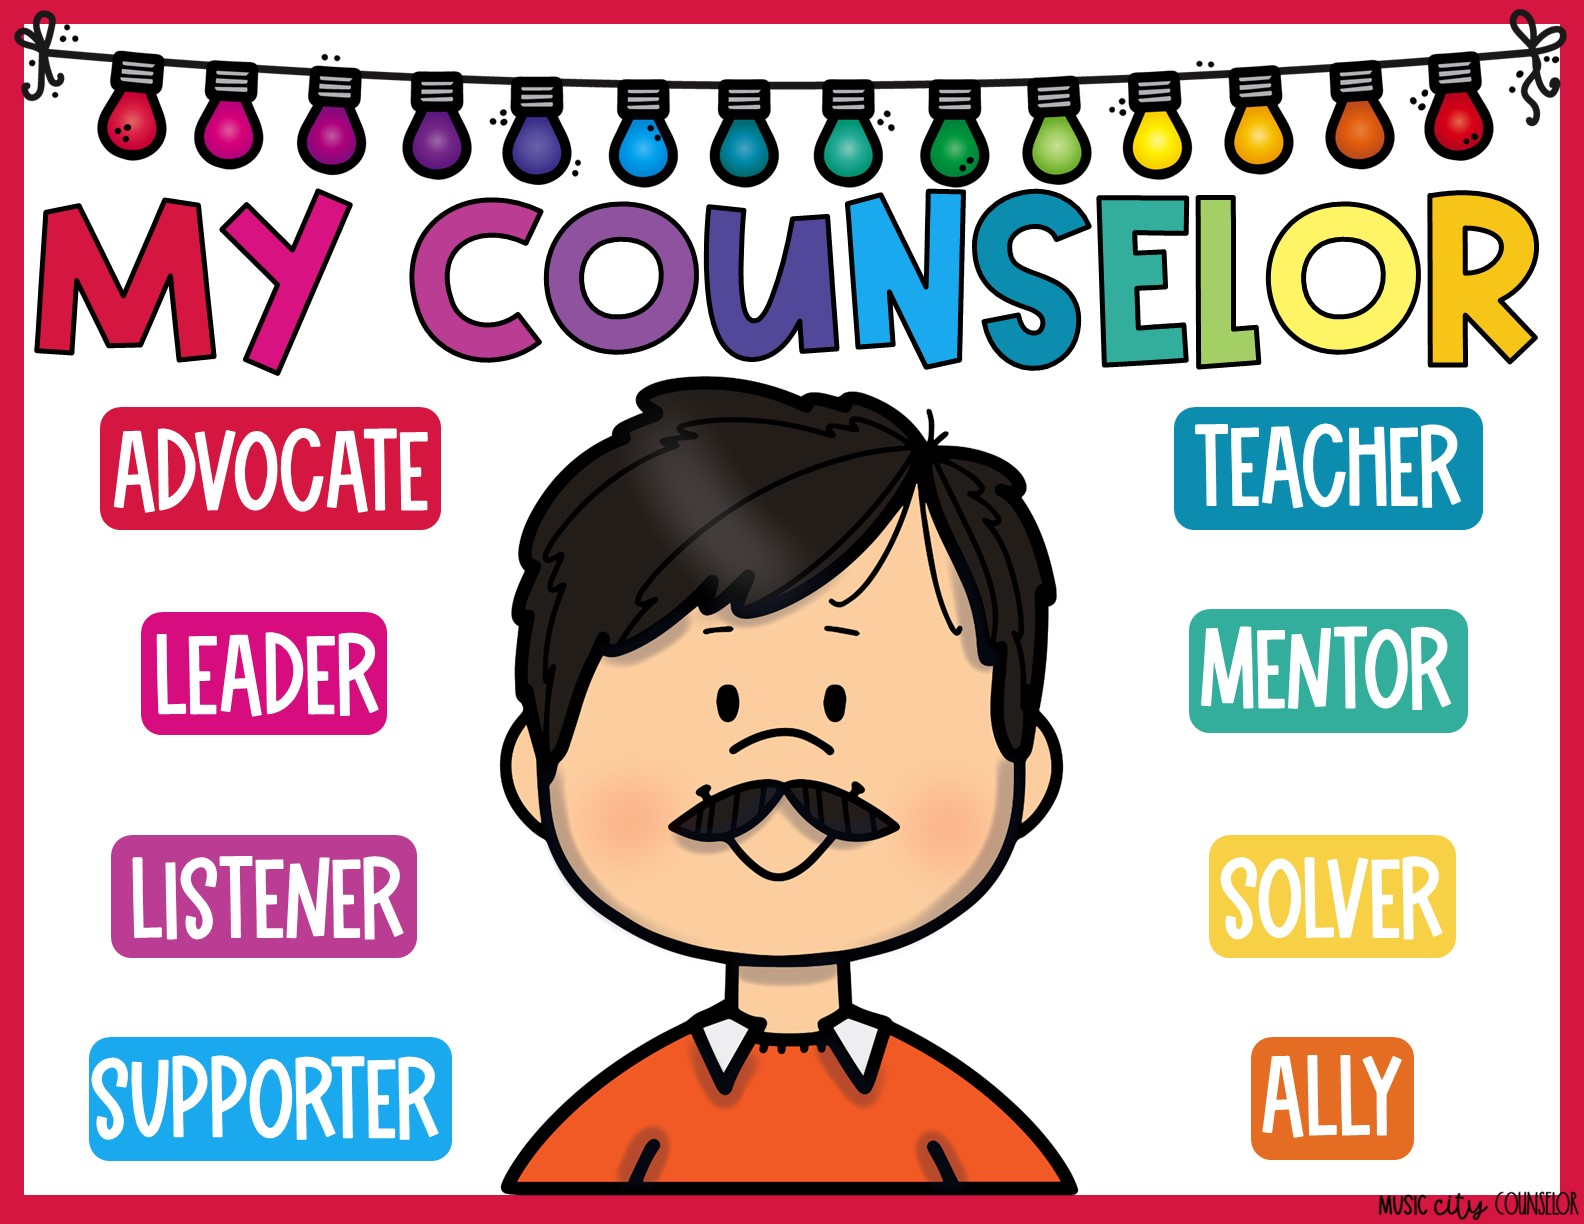 MY COUNSELOR
ADVOCATE
LEADER
LISTENER
SUPPORTER
TEACHER
MENTOR
SOLVER
ALLY
MUSIC city COUNSELOR